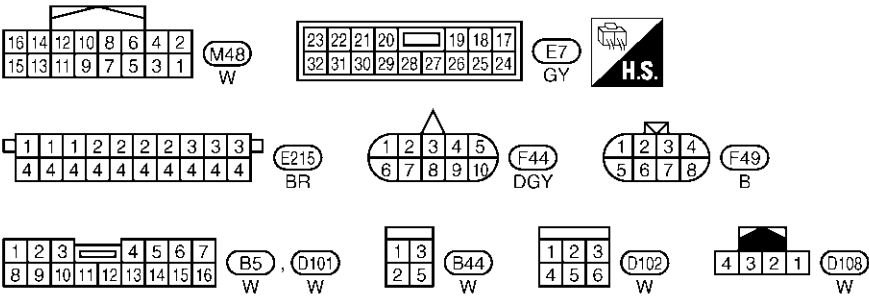 16 14 12 10 8 6 4 2
15 13 11 9 7 5 3 1
M48
W
23 22 21 20 19 18 17
32 31 30 29 28 27 26 25 24
E7
GY
H.S.
1 1 1 2 2 2 2 3 3 3
4 4 4 4 4 4 4 4 4 4
E215
BR
1 2 3 4 5
6 7 8 9 10
F44
DGY
1 2 3 4
5 6 7 8
F49
B
1 2 3 4 5 6 7
8 9 10 11 12 13 14 15 16
B5 , D101
W W
1 3
2 5
B44
W
1 2 3
4 5 6
D102
W
4 3 2 1
D108
W